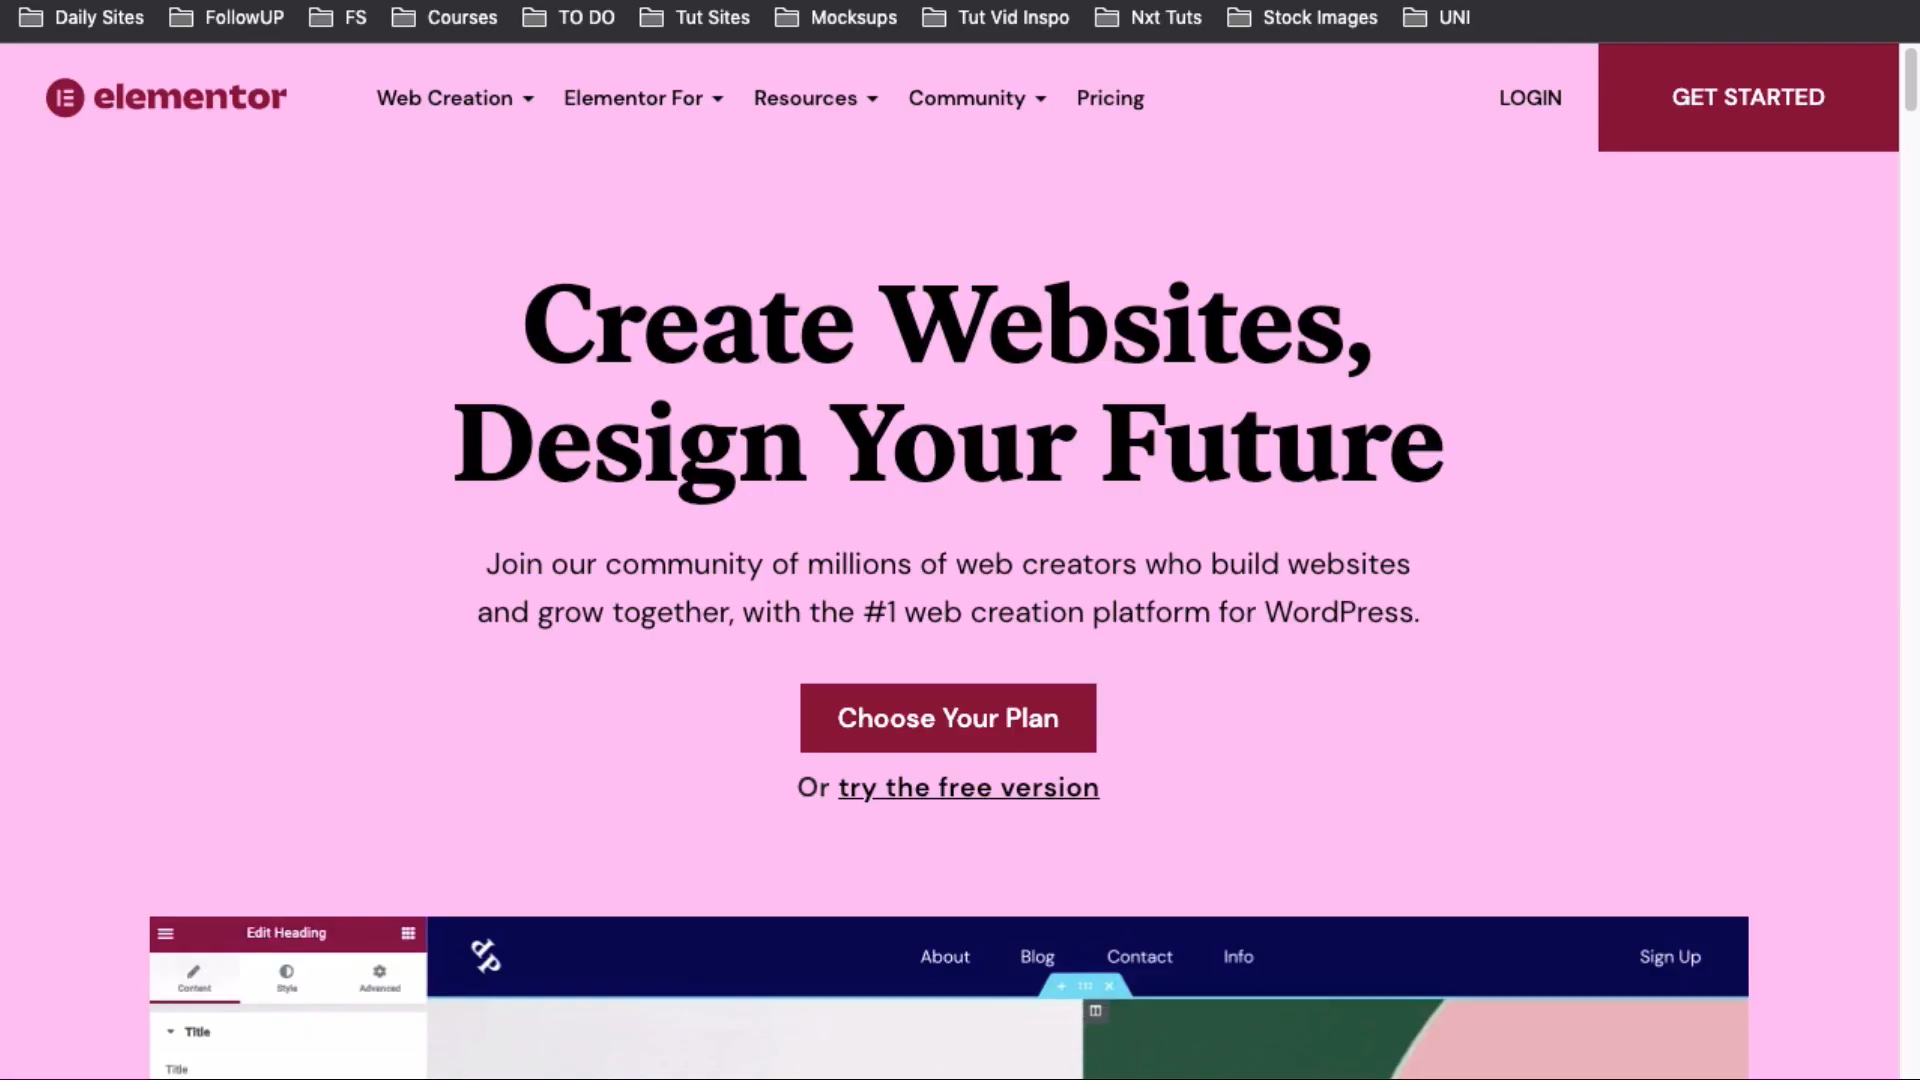 Daily Sites FollowUP FS Courses TO DO Tut Sites Mocksups Tut Vid Inspo Nxt Tuts Stock Images UNI
elementor Web Creation Elementor For Resources Community Pricing LOGIN GET STARTED
Create Websites,
Design Your Future
Join our community of millions of web creators who build websites
and grow together, with the #1 web creation platform for WordPress.
Choose Your Plan
Or try the free version
Edit Heading
dp About Blog Contact Info Sign Up
Content Style Advanced
Title
Title